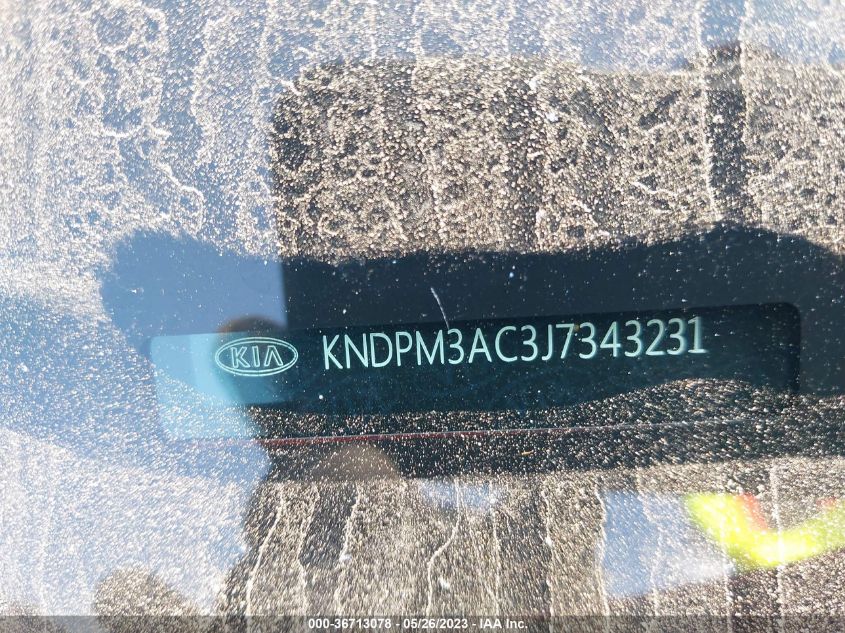 KIA KNDPM3AC3J7343231
000-36713078 / 05/26/2023 - IAA Inc.